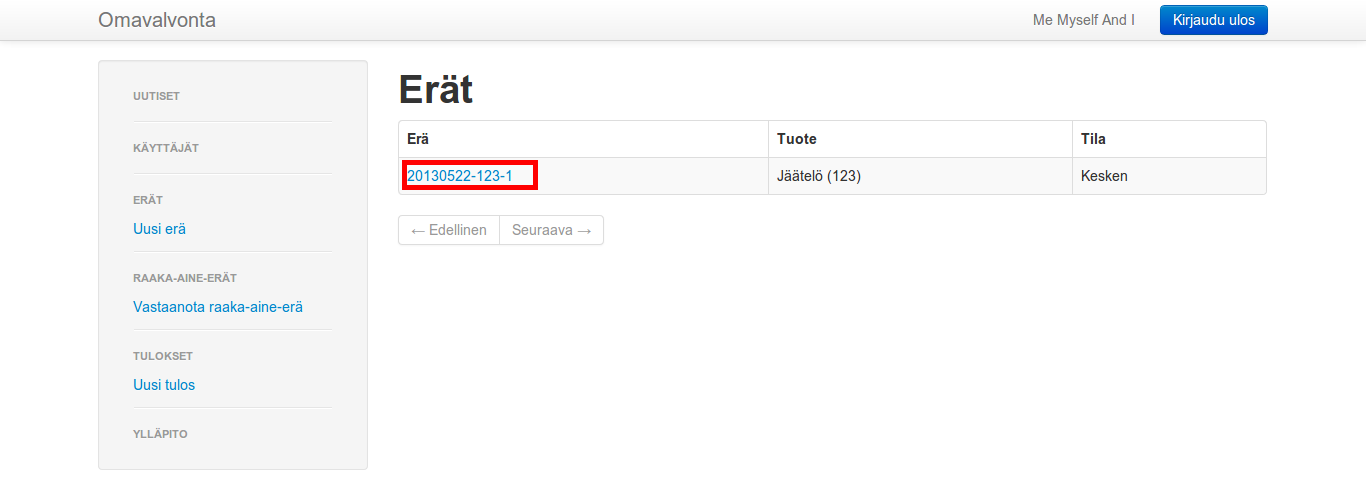 Omavalvonta
Me Myself And I
Kirjaudu ulos
UUTISET
KÄYTTÄJÄT
ERÄT
Uusi erä
RAAKA-AINE-ERÄT
Vastaanota raaka-aine-erä
TULOKSET
Uusi tulos
YLLÄPITO
Erät
Erä Tuote Tila
20130522-123-1 Jäätelö (123) Kesken
← Edellinen Seuraava →